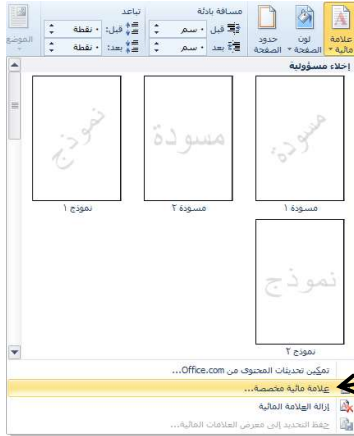 علامة مائية
لون الصفحة
حدود الصفحة
مسافة بادئة
قبل ٠ سم
بعد ٠ سم
تباعد
قبل: ٠ نقطة
بعد: ٠ نقطة
الموضع
إخلاء مسؤولية
مسودة
مسودة
نموذج
مسودة ١
مسودة ٢
نموذج ١
نموذج
نموذج ٢
تمكين تحديثات المحتوى من Office.com...
علامة مائية مخصصة...
إزالة العلامة المائية
حفظ التحديد إلى معرض العلامات المائية...